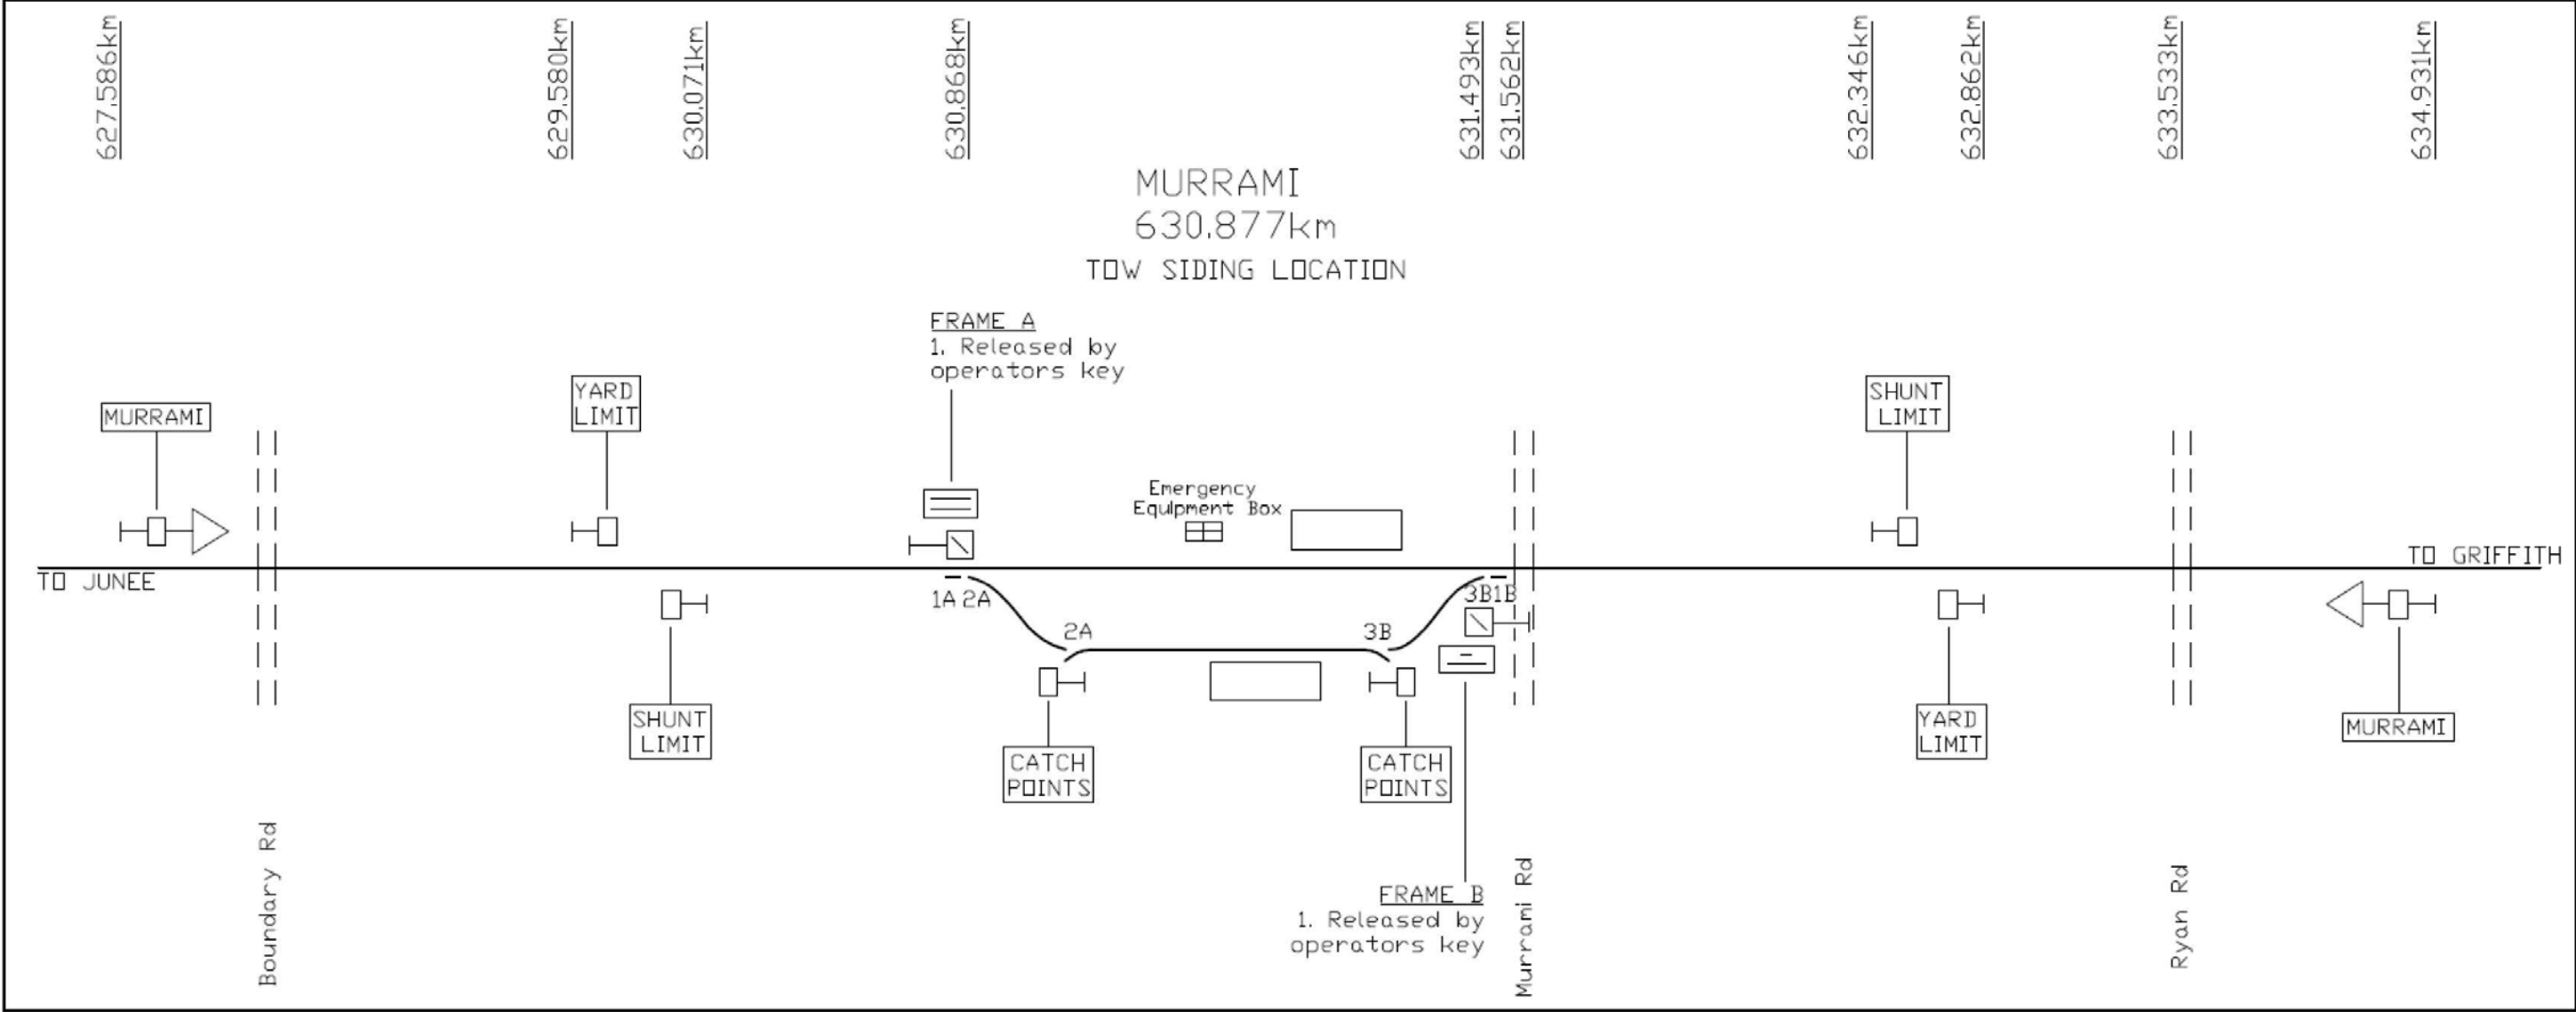 627.586km
629.580km
630.071km
630.868km
631.493km
631.562km
632.346km
632.862km
633.533km
634.931km
MURRAMI
630.877km
TOW SIDING LOCATION
FRAME A
1. Released by
operators key
MURRAMI
YARD
LIMIT
SHUNT
LIMIT
Emergency
Equipment Box
TO JUNEE
TO GRIFFITH
1A 2A
3B1B
2A
3B
SHUNT
LIMIT
CATCH
POINTS
CATCH
POINTS
YARD
LIMIT
MURRAMI
FRAME B
1. Released by
operators key
Boundary Rd
Murrami Rd
Ryan Rd